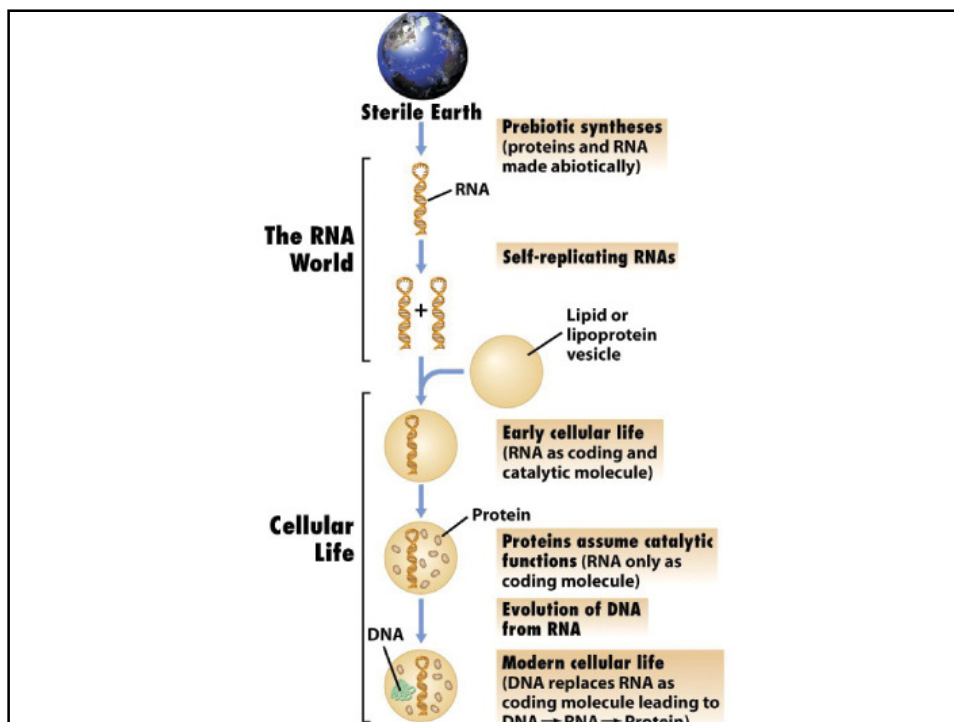 Sterile Earth
Prebiotic syntheses
(proteins and RNA
made abiotically)
RNA
The RNA
World
Self-replicating RNAs
+
Lipid or
lipoprotein
vesicle
Early cellular life
(RNA as coding and
catalytic molecule)
Cellular
Life
Protein
Proteins assume catalytic
functions (RNA only as
coding molecule)
Evolution of DNA
from RNA
DNA
Modern cellular life
(DNA replaces RNA as
coding molecule leading to
DNA→RNA→Protein)